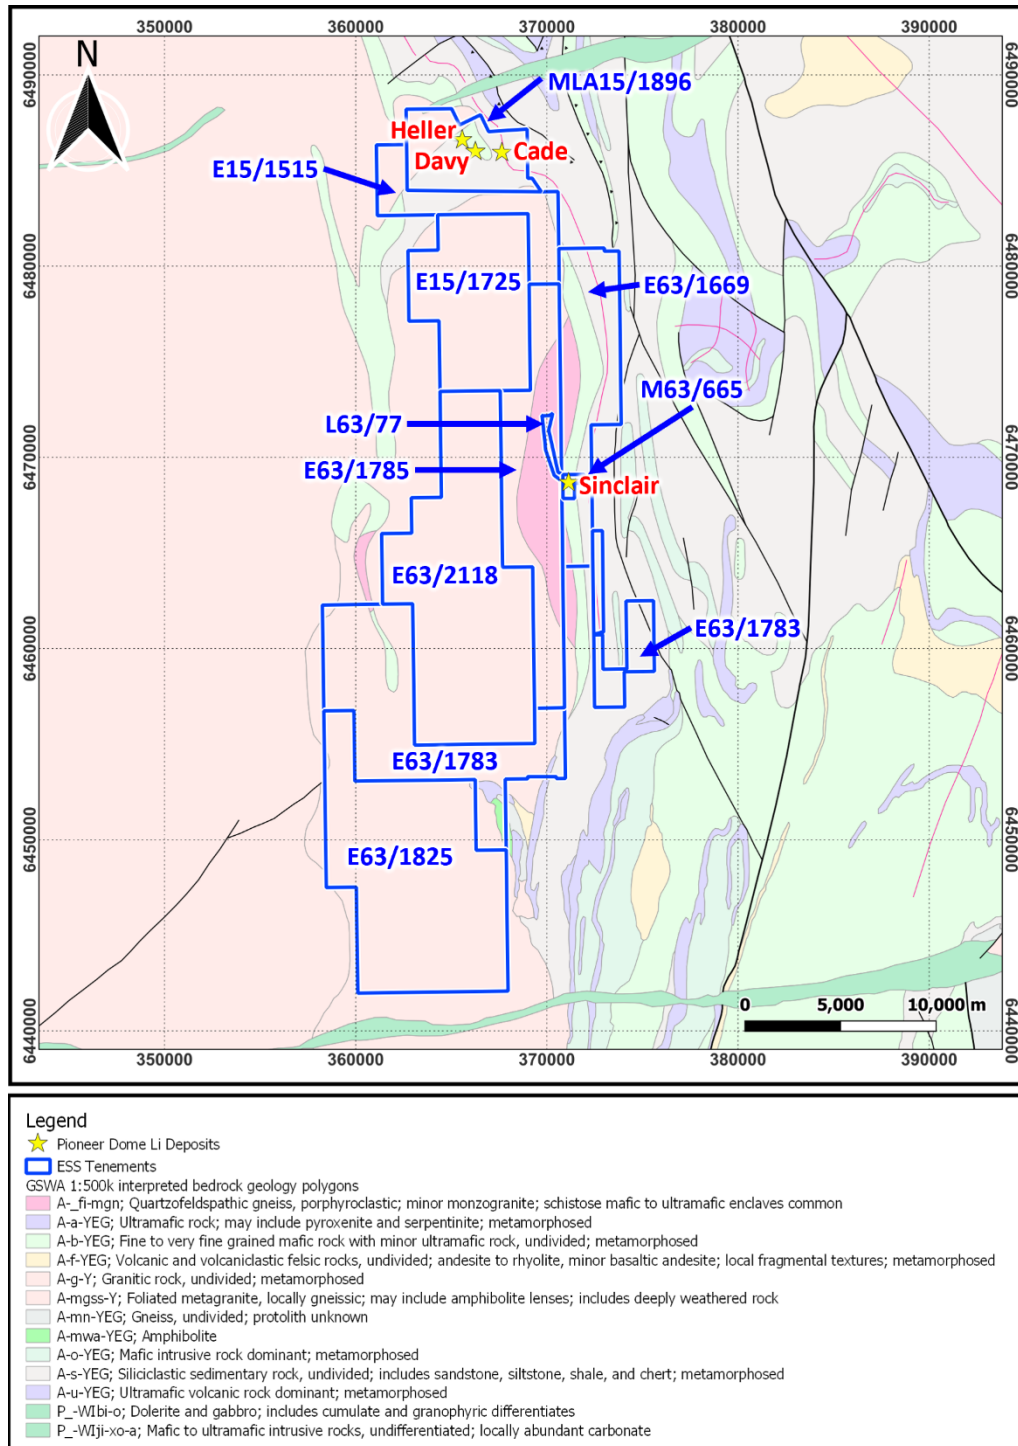 350000 360000 370000 380000 390000
N
6490000 6490000
MLA15/1896
Heller
Davy
Cade
E15/1515
6480000 6480000
E15/1725
E63/1669
M63/665
L63/77
E63/1785
6470000 6470000
Sinclair
E63/2118
E63/1783
6460000 6460000
E63/1783
6450000 6450000
E63/1825
0 5,000 10,000 m
6440000 6440000
350000 360000 370000 380000 390000
Legend
Pioneer Dome Li Deposits
ESS Tenements
GSWA 1:500k interpreted bedrock geology polygons
A-_fi-mgn; Quartzofeldspathic gneiss, porphyroclastic; minor monzogranite; schistose mafic to ultramafic enclaves common
A-a-YEG; Ultramafic rock; may include pyroxenite and serpentinite; metamorphosed
A-b-YEG; Fine to very fine grained mafic rock with minor ultramafic rock, undivided; metamorphosed
A-f-YEG; Volcanic and volcaniclastic felsic rocks, undivided; andesite to rhyolite, minor basaltic andesite; local fragmental textures; metamorphosed
A-g-Y; Granitic rock, undivided; metamorphosed
A-mgss-Y; Foliated metagranite, locally gneissic; may include amphibolite lenses; includes deeply weathered rock
A-mn-YEG; Gneiss, undivided; protolith unknown
A-mwa-YEG; Amphibolite
A-o-YEG; Mafic intrusive rock dominant; metamorphosed
A-s-YEG; Siliciclastic sedimentary rock, undivided; includes sandstone, siltstone, shale, and chert; metamorphosed
A-u-YEG; Ultramafic volcanic rock dominant; metamorphosed
P_-WIbi-o; Dolerite and gabbro; includes cumulate and granophyric differentiates
P_-WIji-xo-a; Mafic to ultramafic intrusive rocks, undifferentiated; locally abundant carbonate